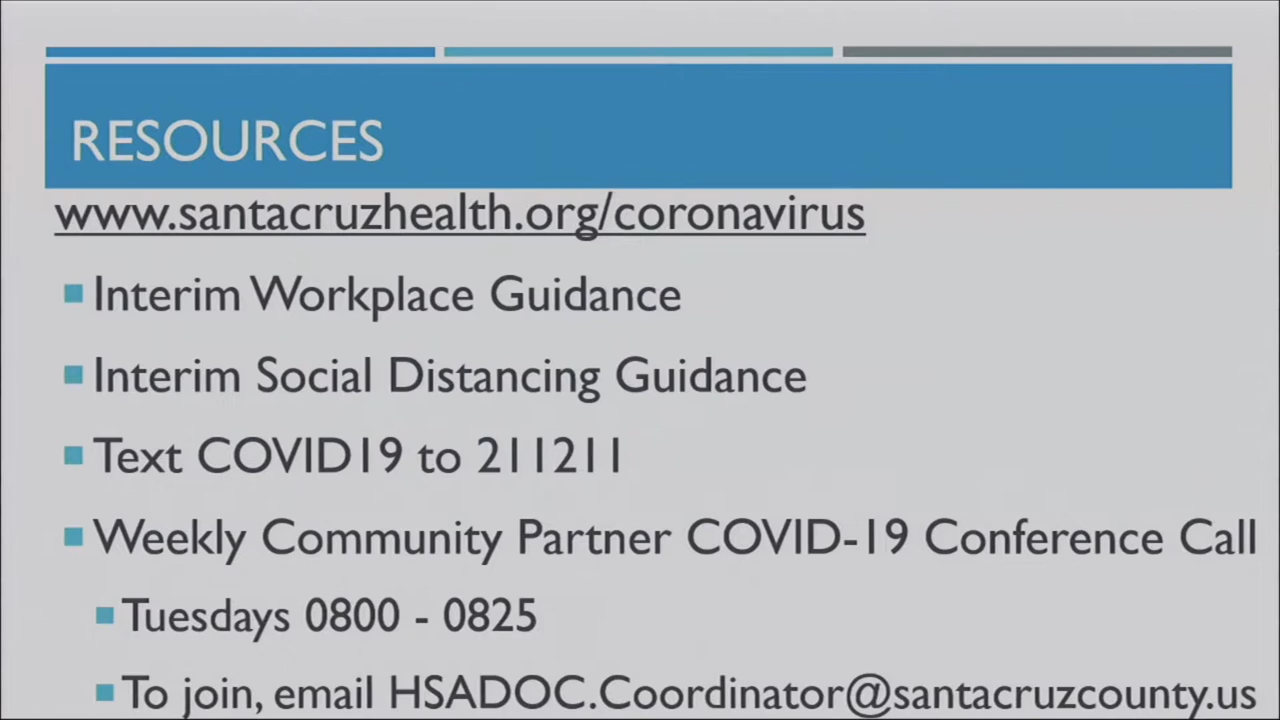 RESOURCES
www.santacruzhealth.org/coronavirus
Interim Workplace Guidance
Interim Social Distancing Guidance
Text COVID19 to 211211
Weekly Community Partner COVID-19 Conference Call
Tuesdays 0800 - 0825
To join, email HSADOC.Coordinator@santacruzcounty.us